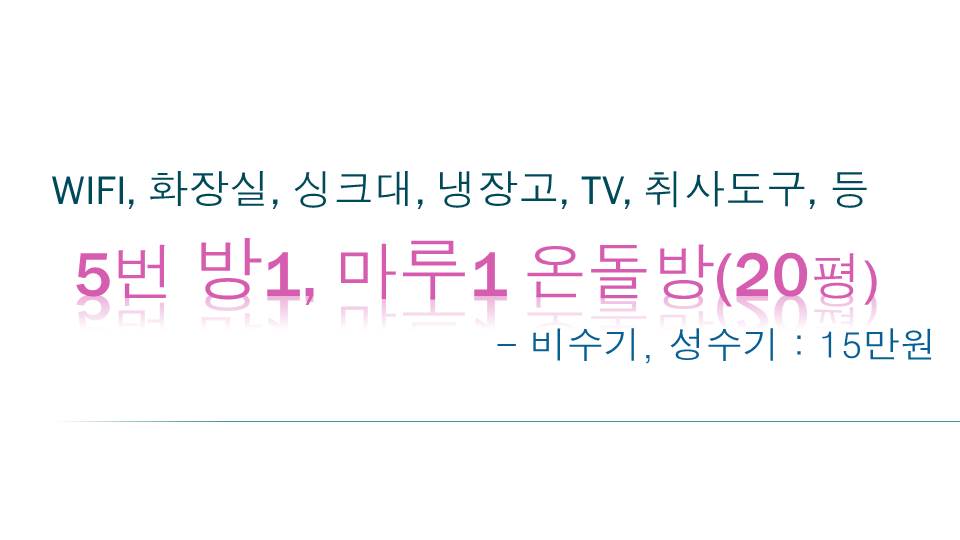 WIFI, 화장실, 싱크대, 냉장고, TV, 취사도구, 등
5번 방1, 마루1 온돌방(20평)
- 비수기, 성수기 : 15만원